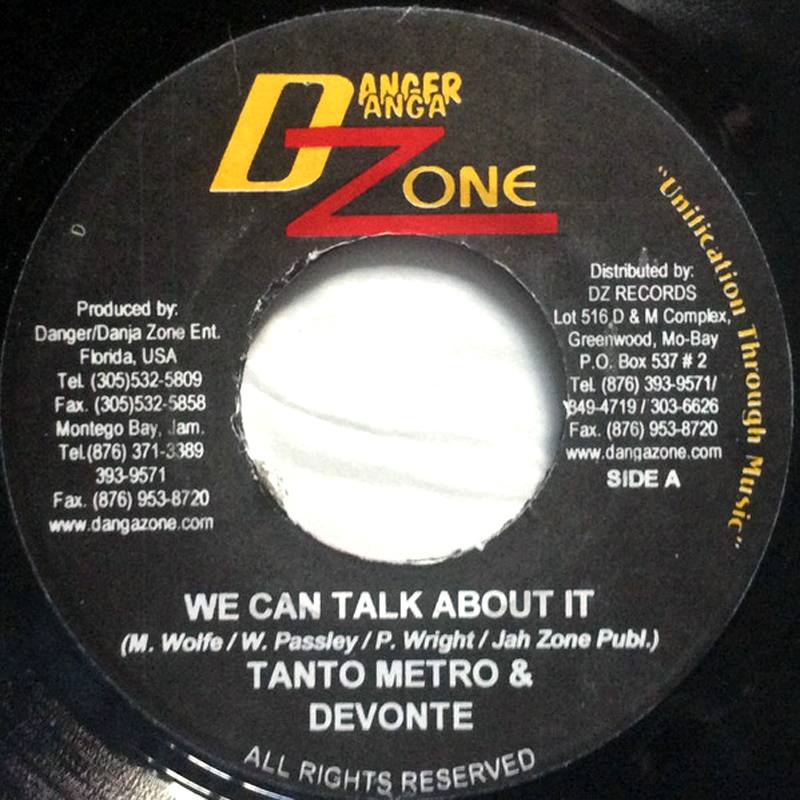 DANGER
DANGA
ZONE
"Unification Through Music"
Produced by:
Danger/Danja Zone Ent.
Florida, USA
Tel. (305)532-5809
Fax. (305)532-5858
Montego Bay, Jam.
Tel.(876) 371-3389
393-9571
Fax. (876) 953-8720
www.dangazone.com
Distributed by:
DZ RECORDS
Lot 516 D & M Complex,
Greenwood, Mo-Bay
P.O. Box 537 # 2
Tel. (876) 393-9571/
849-4719 / 303-6626
Fax. (876) 953-8720
www.dangazone.com
SIDE A
WE CAN TALK ABOUT IT
(M. Wolfe / W. Passley / P. Wright / Jah Zone Publ.)
TANTO METRO &
DEVONTE
ALL RIGHTS RESERVED